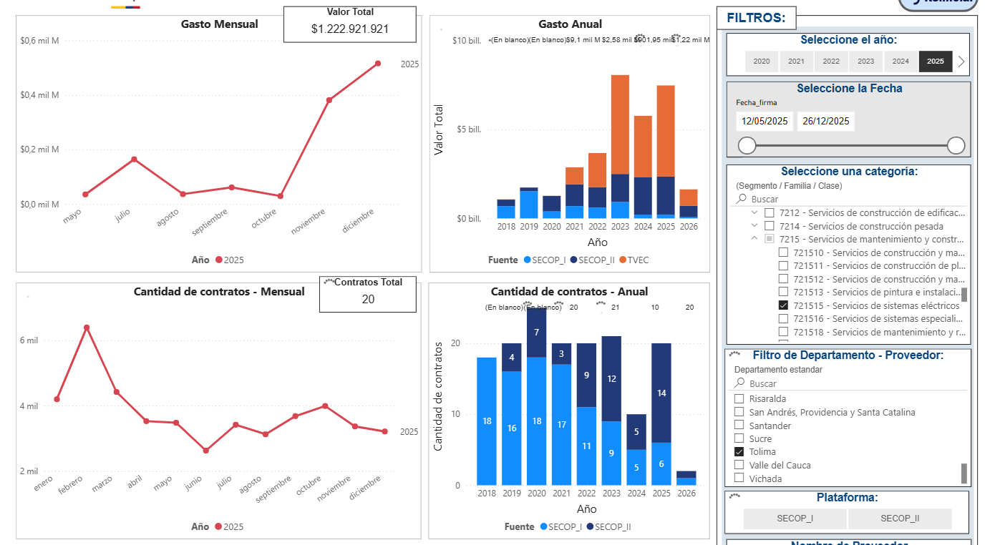 Gasto Mensual
Valor Total
$1.222.921.921
$0,6 mil M
$0,4 mil M
$0,2 mil M
$0,0 mil M
2025
mayo
julio
agosto
septiembre
octubre
noviembre
diciembre
Año 2025
Gasto Anual
$10 bill.
(En blanco)(En blanco)$9,1 mil M $2,58 mil $901,95 mil $1,22 mil M
Valor Total
$5 bill.
$0 bill.
2018 2019 2020 2021 2022 2023 2024 2025 2026
Año
Fuente SECOP_I SECOP_II TVEC
Cantidad de contratos - Mensual
Contratos Total
20
6 mil
4 mil
2 mil
2025
enero
febrero
marzo
abril
mayo
junio
julio
agosto
septiembre
octubre
noviembre
diciembre
Año 2025
Cantidad de contratos - Anual
(En blanco)(En blanco) 20 21 10 20
Cantidad de contratos
20
10
0
18
4
16
7
18
3
17
9
11
12
9
5
5
14
6
2018 2019 2020 2021 2022 2023 2024 2025 2026
Año
Fuente SECOP_I SECOP_II
FILTROS:
Seleccione el año:
2020 2021 2022 2023 2024 2025
Seleccione la Fecha
Fecha_firma
12/05/2025 26/12/2025
Seleccione una categoría:
(Segmento / Familia / Clase)
Buscar
7212 - Servicios de construcción de edificac...
7214 - Servicios de construcción pesada
7215 - Servicios de mantenimiento y constr...
721510 - Servicios de construcción y ma...
721511 - Servicios de construcción de pl...
721512 - Servicios de construcción y ma...
721513 - Servicios de pintura e instalaci...
721515 - Servicios de sistemas eléctricos
721516 - Servicios de sistemas especiali...
721518 - Servicios de mantenimiento y r...
Filtro de Departamento - Proveedor:
Departamento estandar
Buscar
Risaralda
San Andrés, Providencia y Santa Catalina
Santander
Sucre
Tolima
Valle del Cauca
Vichada
Plataforma:
SECOP_I SECOP_II
Nombre de Proveedor